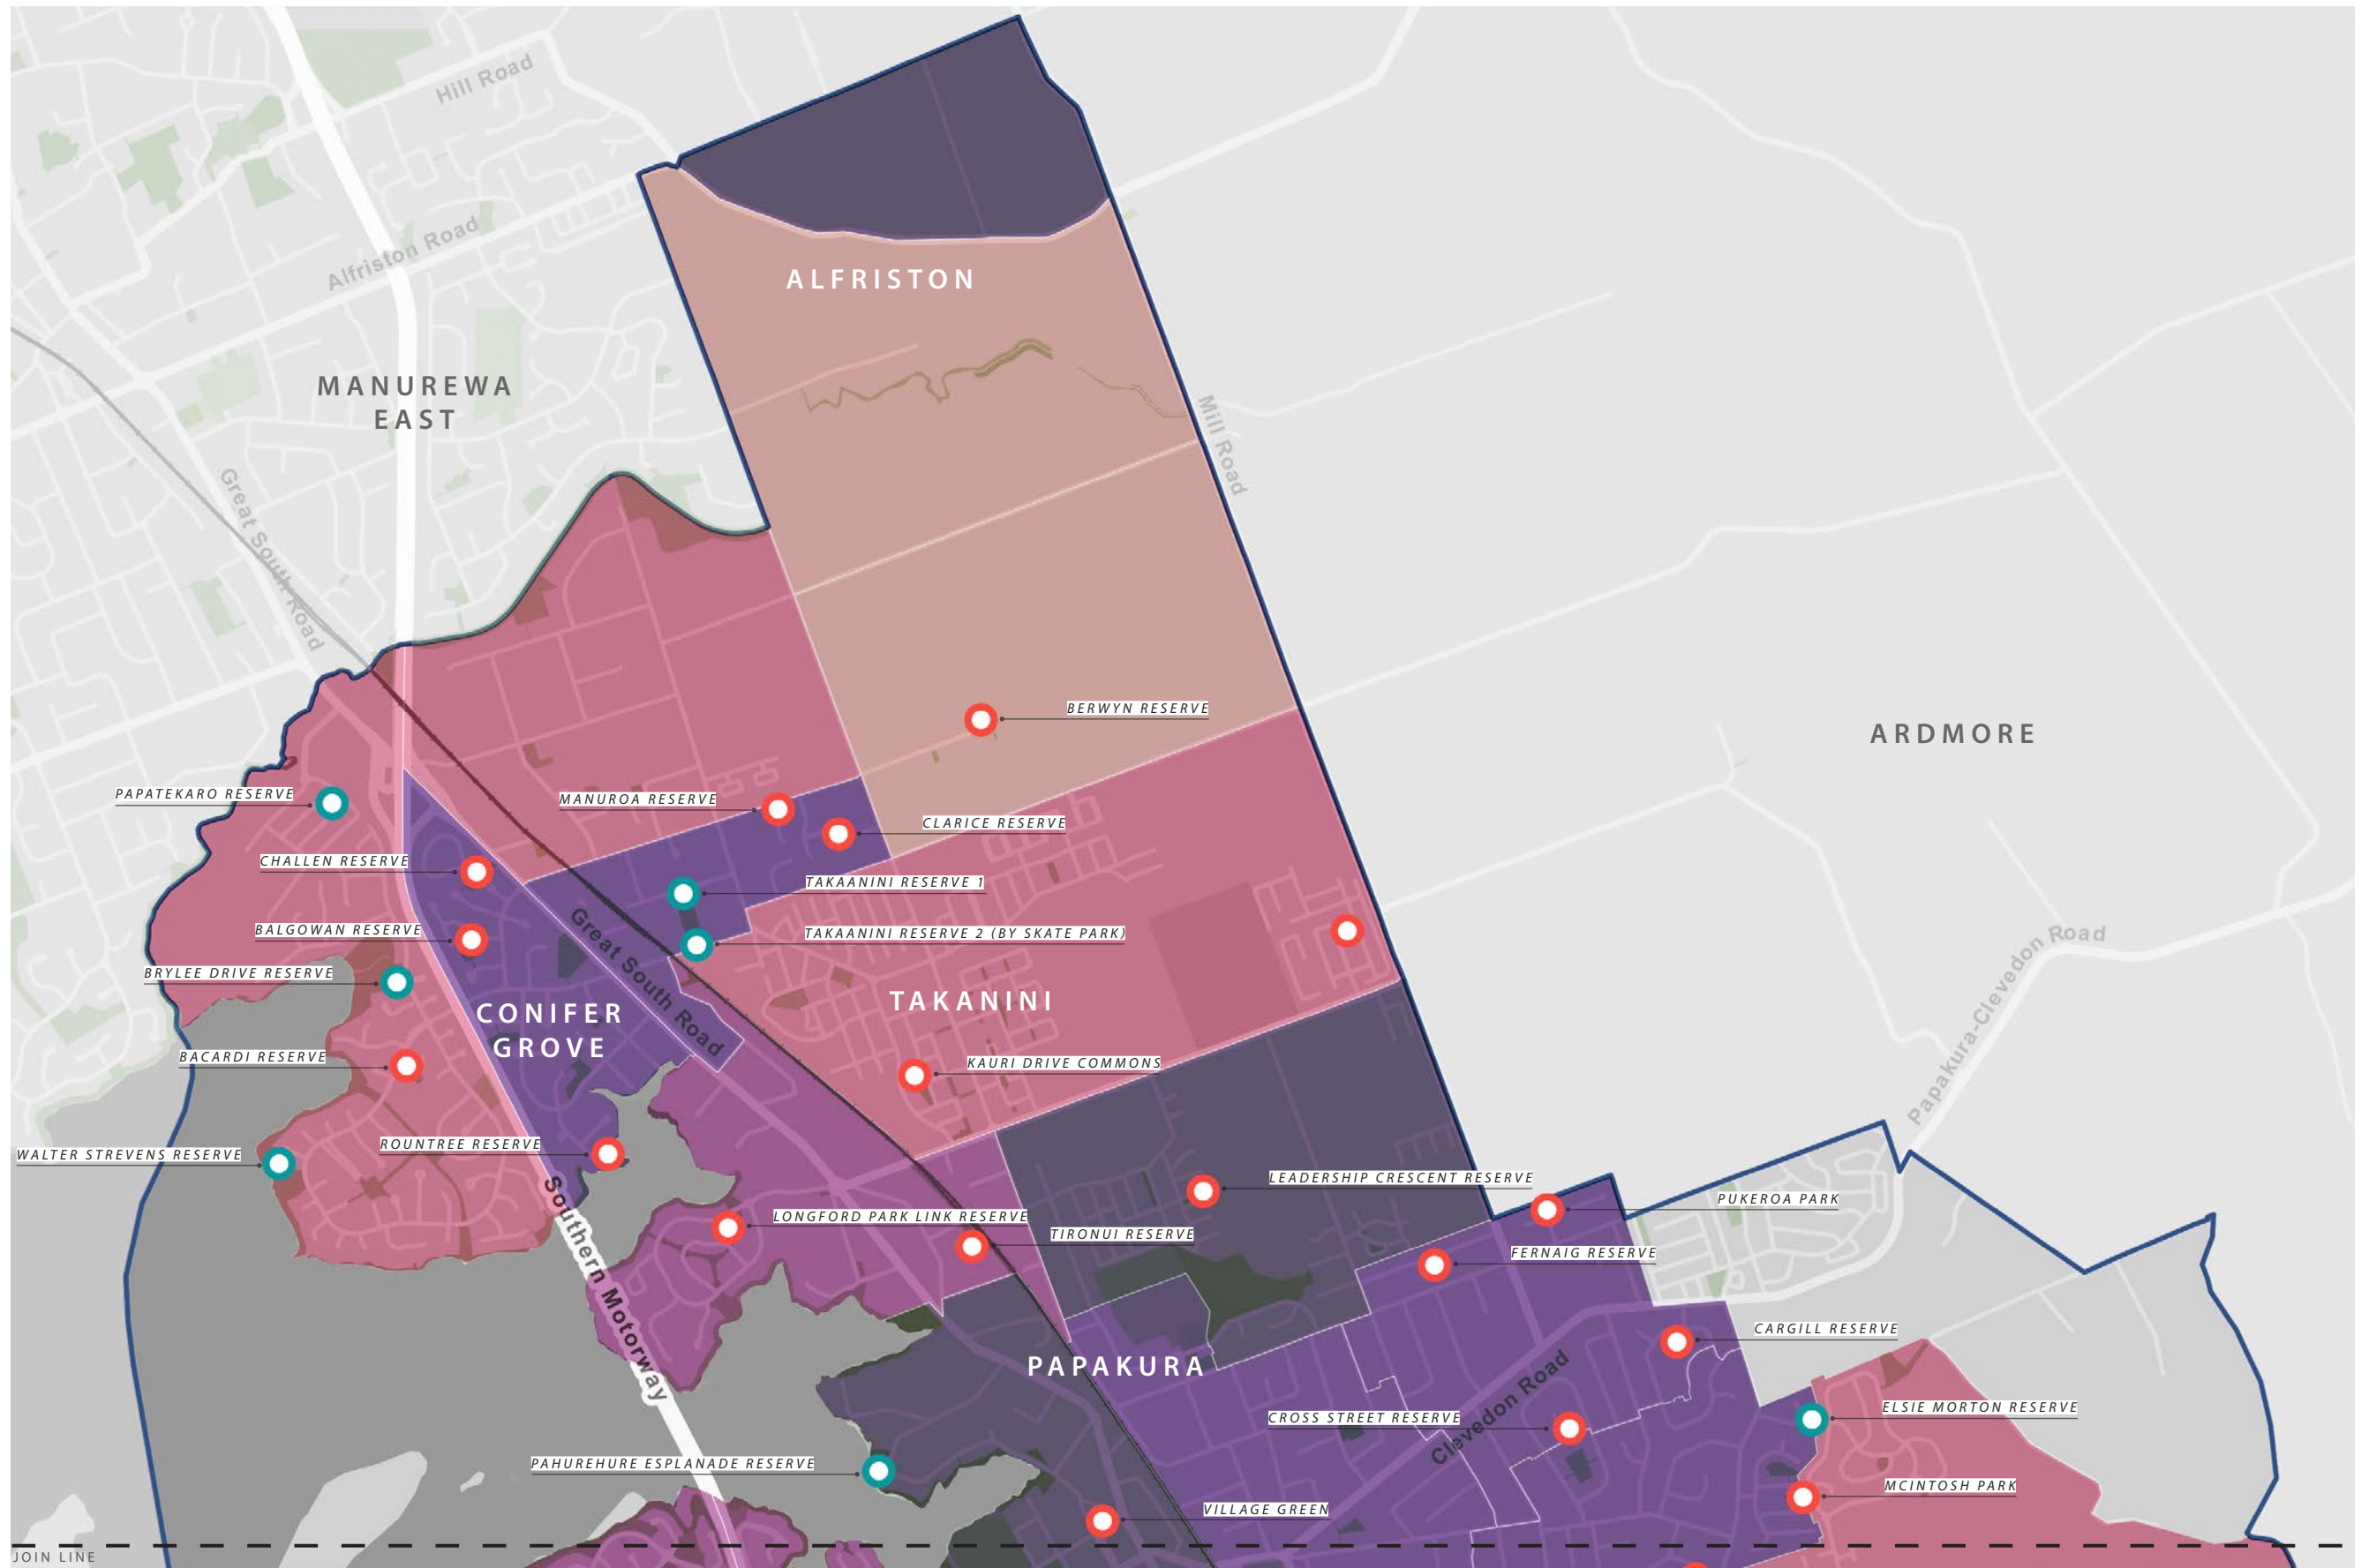 Hill Road
Alfriston Road
ALFRISTON
MANUREWA
EAST
Mill Road
Great South Road
BERWYN RESERVE
ARDMORE
PAPATEKARO RESERVE
MANUROA RESERVE
CLARICE RESERVE
CHALLEN RESERVE
TAKAANINI RESERVE 1
Great South Road
BALGOWAN RESERVE
TAKAANINI RESERVE 2 (BY SKATE PARK)
Papakura-Clevedon Road
BRYLEE DRIVE RESERVE
CONIFER
GROVE
TAKANINI
BACARDI RESERVE
KAURI DRIVE COMMONS
ROUNTREE RESERVE
WALTER STREVENS RESERVE
LEADERSHIP CRESCENT RESERVE
PUKEROA PARK
Southern Motorway
LONGFORD PARK LINK RESERVE
TIRONUI RESERVE
FERNAIG RESERVE
CARGILL RESERVE
PAPAKURA
Clevedon Road
CROSS STREET RESERVE
ELSIE MORTON RESERVE
PAHUREHURE ESPLANADE RESERVE
MCINTOSH PARK
VILLAGE GREEN
JOIN LINE